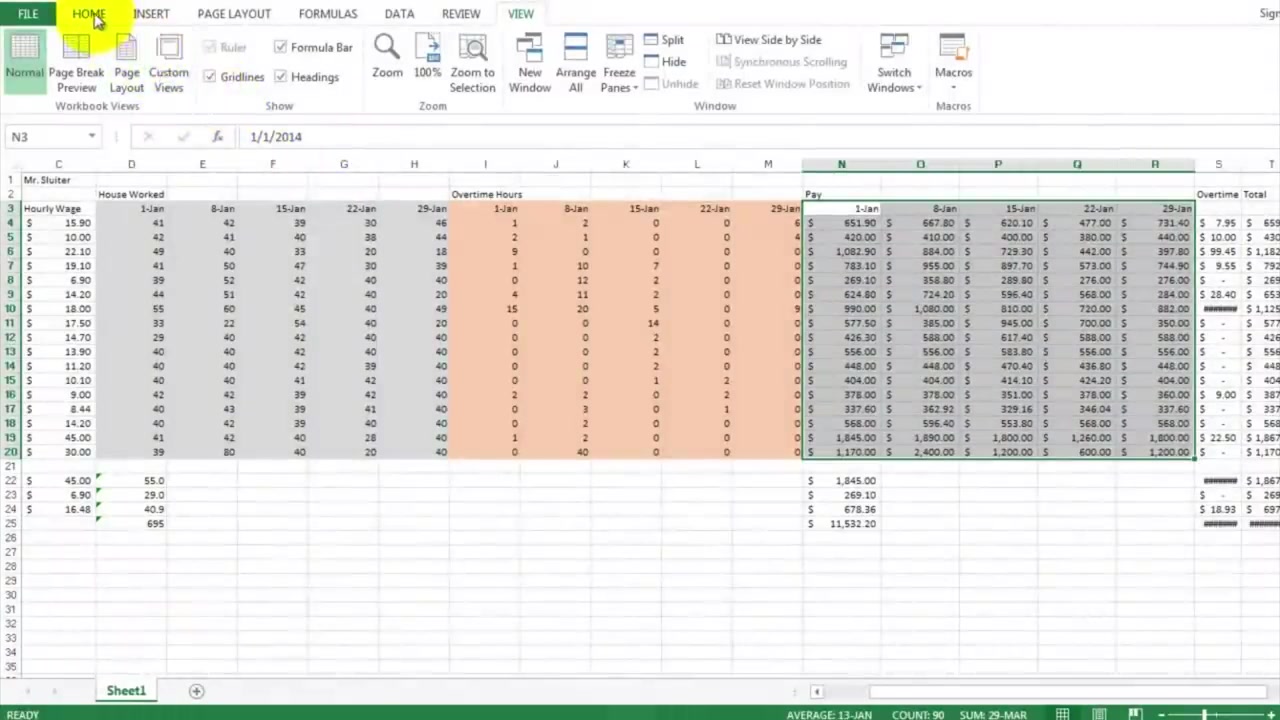 FILE HOME INSERT PAGE LAYOUT FORMULAS DATA REVIEW VIEW Sign
Normal Page Break Preview Page Layout Custom Views Ruler Formula Bar Gridlines Headings Zoom 100% Zoom to Selection New Window Arrange All Freeze Panes Split Hide Unhide View Side by Side Synchronous Scrolling Reset Window Position Switch Windows Macros
Workbook Views Show Zoom Window Macros
N3 fx 1/1/2014
C D E F G H I J K L M N O P Q R S T
1 Mr. Sluiter
2 House Worked Overtime Hours Pay Overtime Total
3 Hourly Wage 1-Jan 8-Jan 15-Jan 22-Jan 29-Jan 1-Jan 8-Jan 15-Jan 22-Jan 29-Jan 1-Jan 8-Jan 15-Jan 22-Jan 29-Jan
4 $ 15.90 41 42 39 30 46 1 2 0 0 6 $ 651.90 $ 667.80 $ 620.10 $ 477.00 $ 731.40 $ 7.95 $ 659
5 $ 10.00 42 41 40 38 44 2 1 0 0 4 $ 420.00 $ 410.00 $ 400.00 $ 380.00 $ 440.00 $ 10.00 $ 430
6 $ 22.10 49 40 33 20 18 9 0 0 0 0 $ 1,082.90 $ 884.00 $ 729.30 $ 442.00 $ 397.80 $ 99.45 $ 1,182
7 $ 19.10 41 50 47 30 39 1 10 7 0 0 $ 783.10 $ 955.00 $ 897.70 $ 573.00 $ 744.90 $ 9.55 $ 792
8 $ 6.90 39 52 42 40 40 0 12 2 0 0 $ 269.10 $ 358.80 $ 289.80 $ 276.00 $ 276.00 $ - $ 269
9 $ 14.20 44 51 42 40 20 4 11 2 0 0 $ 624.80 $ 724.20 $ 596.40 $ 568.00 $ 284.00 $ 28.40 $ 653
10 $ 18.00 55 60 45 40 49 15 20 5 0 9 $ 990.00 $ 1,080.00 $ 810.00 $ 720.00 $ 882.00 ####### $ 1,125
11 $ 17.50 33 22 54 40 20 0 0 14 0 0 $ 577.50 $ 385.00 $ 945.00 $ 700.00 $ 350.00 $ - $ 577
12 $ 14.70 29 40 42 40 40 0 0 2 0 0 $ 426.30 $ 588.00 $ 617.40 $ 588.00 $ 588.00 $ - $ 426
13 $ 13.90 40 40 42 40 40 0 0 2 0 0 $ 556.00 $ 556.00 $ 583.80 $ 556.00 $ 556.00 $ - $ 556
14 $ 11.20 40 40 42 39 40 0 0 2 0 0 $ 448.00 $ 448.00 $ 470.40 $ 436.80 $ 448.00 $ - $ 448
15 $ 10.10 40 40 41 42 40 0 0 1 2 0 $ 404.00 $ 404.00 $ 414.10 $ 424.20 $ 404.00 $ - $ 404
16 $ 9.00 42 42 39 42 40 2 2 0 2 0 $ 378.00 $ 378.00 $ 351.00 $ 378.00 $ 360.00 $ 9.00 $ 387
17 $ 8.44 40 43 39 41 40 0 3 0 1 0 $ 337.60 $ 362.92 $ 329.16 $ 346.04 $ 337.60 $ - $ 337
18 $ 14.20 40 42 39 40 40 0 2 0 0 0 $ 568.00 $ 596.40 $ 553.80 $ 568.00 $ 568.00 $ - $ 568
19 $ 45.00 41 42 40 28 40 1 2 0 0 0 $ 1,845.00 $ 1,890.00 $ 1,800.00 $ 1,260.00 $ 1,800.00 $ 22.50 $ 1,867
20 $ 30.00 39 80 40 20 40 0 40 0 0 0 $ 1,170.00 $ 2,400.00 $ 1,200.00 $ 600.00 $ 1,200.00 $ - $ 1,170
21
22 $ 45.00 55.0 $ 1,845.00 ####### $ 1,867
23 $ 6.90 29.0 $ 269.10 $ - $ 269
24 $ 16.48 40.9 $ 678.36 $ 18.93 $ 697
25 695 $ 11,532.20 ####### #######
26
27
28
29
30
31
32
33
34
35
Sheet1
READY AVERAGE: 13-JAN COUNT: 90 SUM: 29-MAR